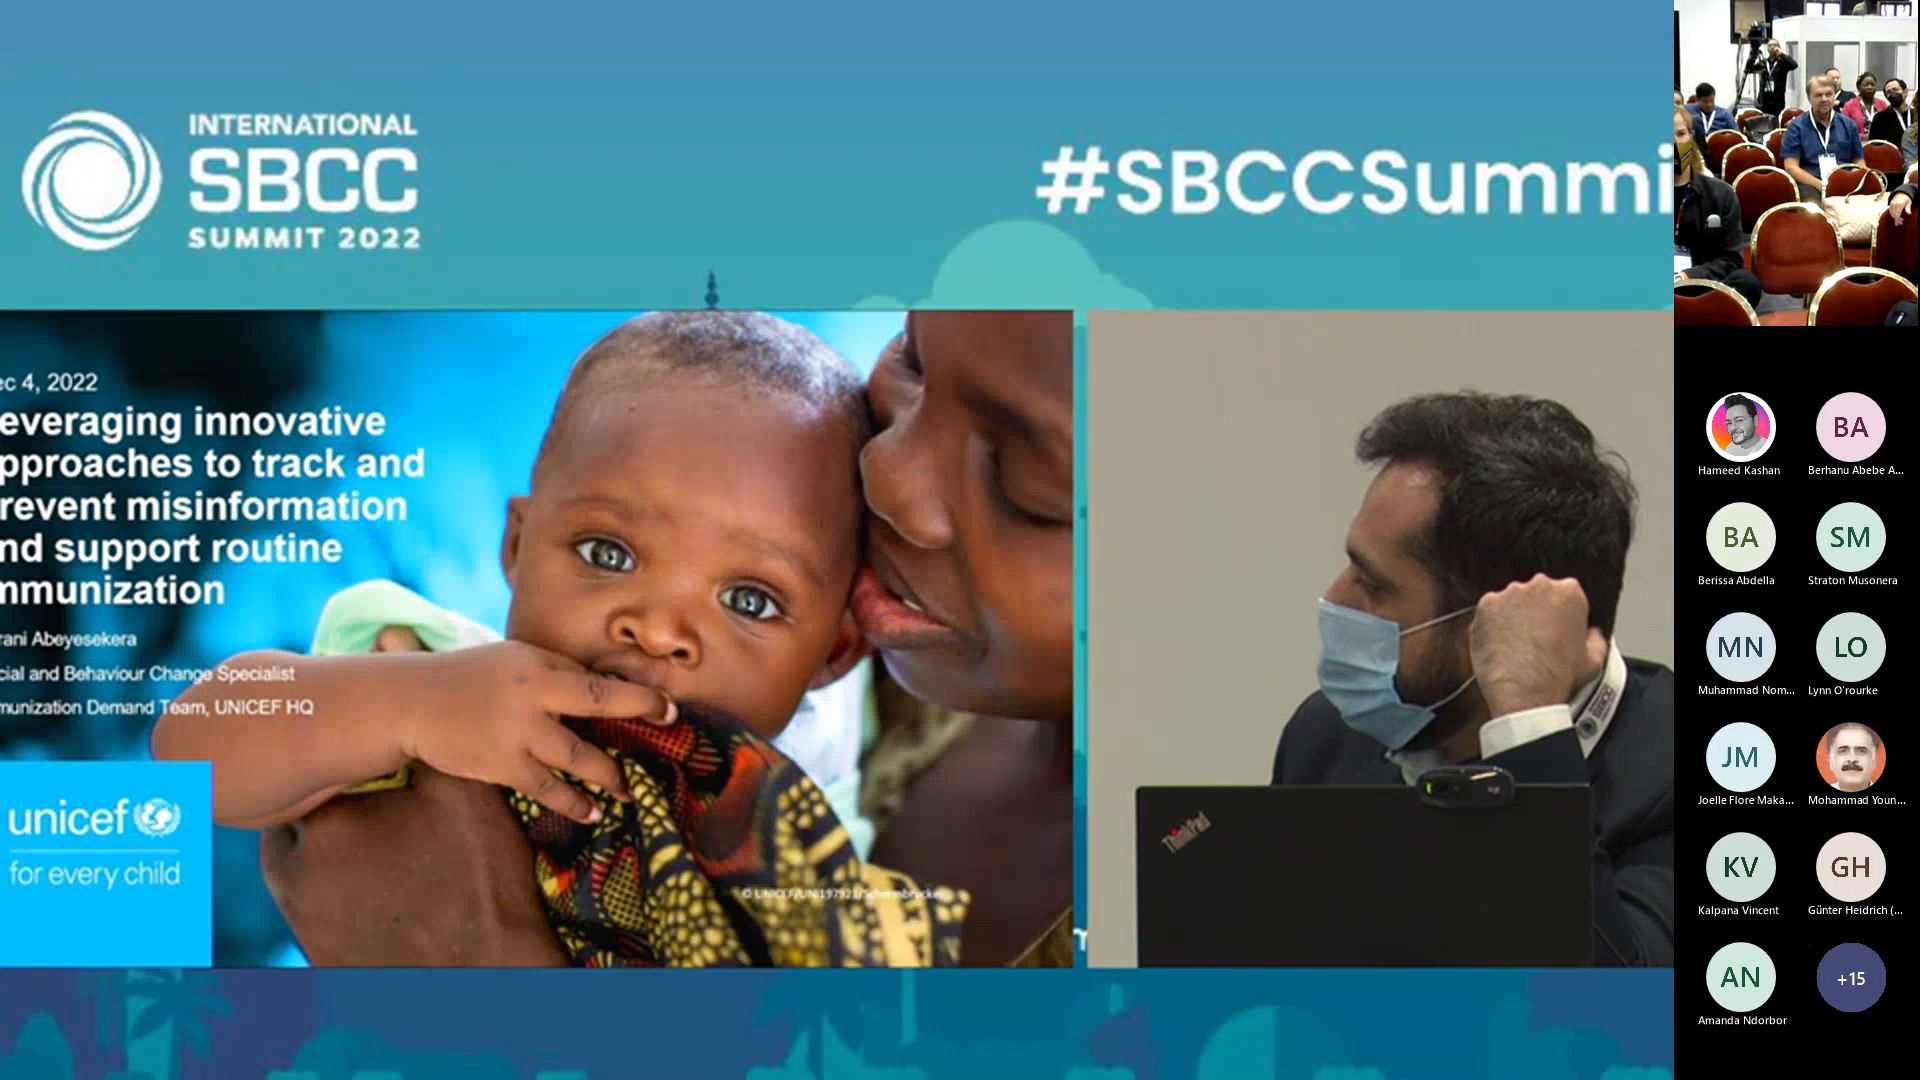 INTERNATIONAL
SBCC
SUMMIT 2022
#SBCCSummi
ec 4, 2022
everaging innovative
pproaches to track and
revent misinformation
nd support routine
mmunization
rani Abeyesekera
cial and Behaviour Change Specialist
munization Demand Team, UNICEF HQ
unicef
for every child
ThinkPad
SBCC
Hameed Kashan
BA
Berhanu Abebe A...
BA
Berissa Abdella
SM
Straton Musonera
MN
Muhammad Nom...
LO
Lynn O'rourke
JM
Joelle Flore Maka...
Mohammad Youn...
KV
Kalpana Vincent
GH
Günter Heidrich (...
AN
Amanda Ndorbor
+15